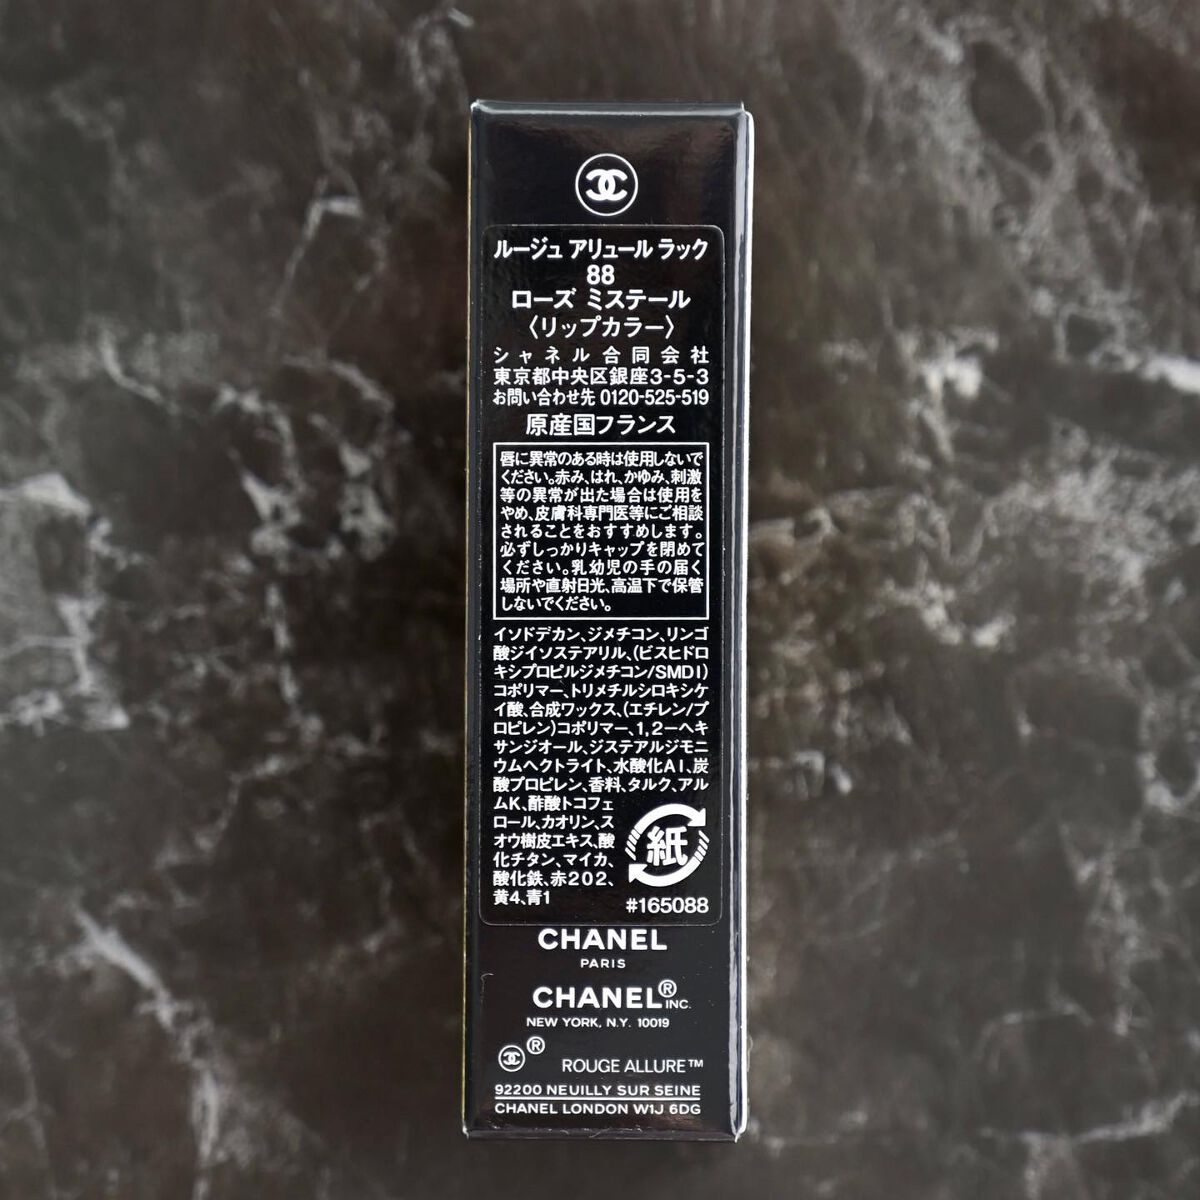 ルージュ アリュール ラック
88
ローズ ミステール
〈リップカラー〉
シャネル合同会社
東京都中央区銀座3-5-3
お問い合わせ先 0120-525-519
原産国フランス
唇に異常のある時は使用しないで
ください。赤み、はれ、かゆみ、刺激
等の異常が出た場合は使用を
やめ、皮膚科専門医等にご相談
されることをおすすめします。
必ずしっかりキャップを閉めて
ください。乳幼児の手の届く
場所や直射日光、高温下で保管
しないでください。
イソドデカン、ジメチコン、リンゴ
酸ジイソステアリル、(ビスヒドロ
キシプロピルジメチコン/SMDI)
コポリマー、トリメチルシロキシケ
イ酸、合成ワックス、(エチレン/プ
ロピレン)コポリマー、1,2-ヘキ
サンジオール、ジステアルジモニ
ウムヘクトライト、水酸化Al、炭
酸プロピレン、香料、タルク、アル
ムK、酢酸トコフェ
ロール、カオリン、ス
オウ樹皮エキス、酸
化チタン、マイカ、
酸化鉄、赤202、
黄4、青1
紙
#165088
CHANEL
PARIS
CHANEL® INC.
NEW YORK, N.Y. 10019
®
ROUGE ALLURE™
92200 NEUILLY SUR SEINE
CHANEL LONDON W1J 6DG